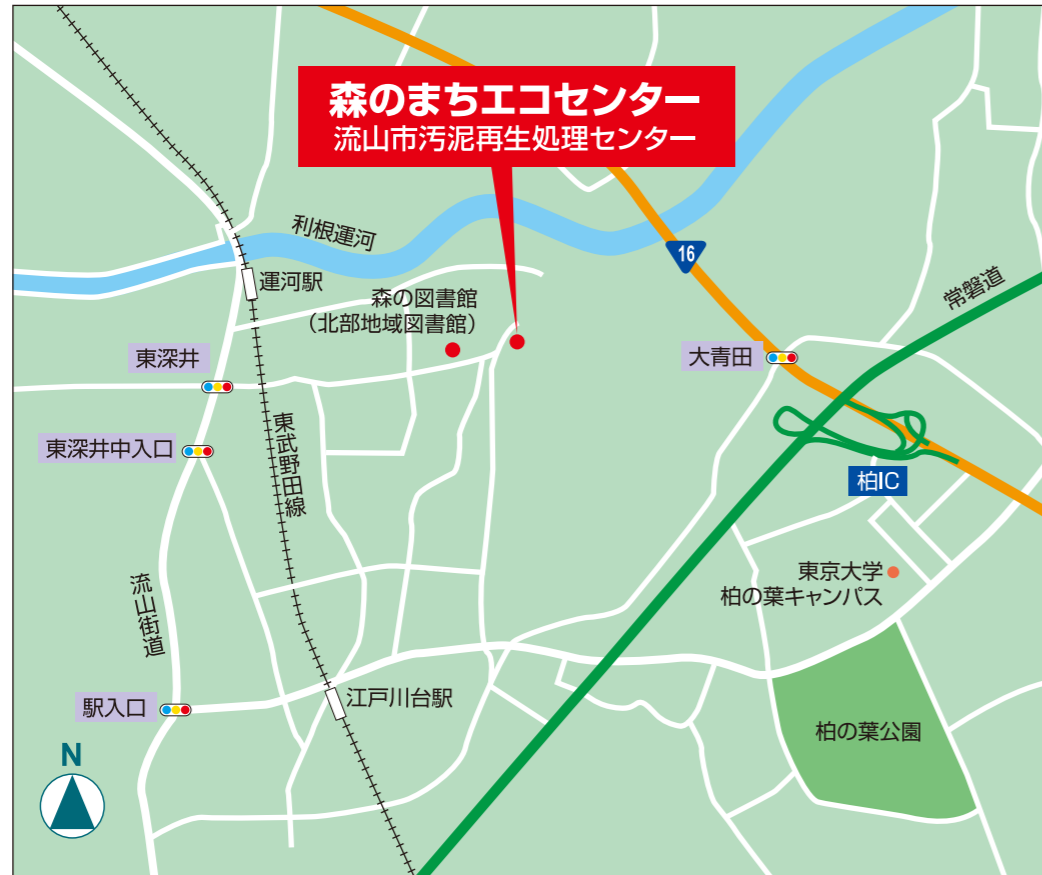 森のまちエコセンター
流山市汚泥再生処理センター
利根運河
16
運河駅
森の図書館
（北部地域図書館）
常磐道
東深井
大青田
東深井中入口
東武野田線
柏IC
東京大学
柏の葉キャンパス
流山街道
江戸川台駅
駅入口
柏の葉公園
N